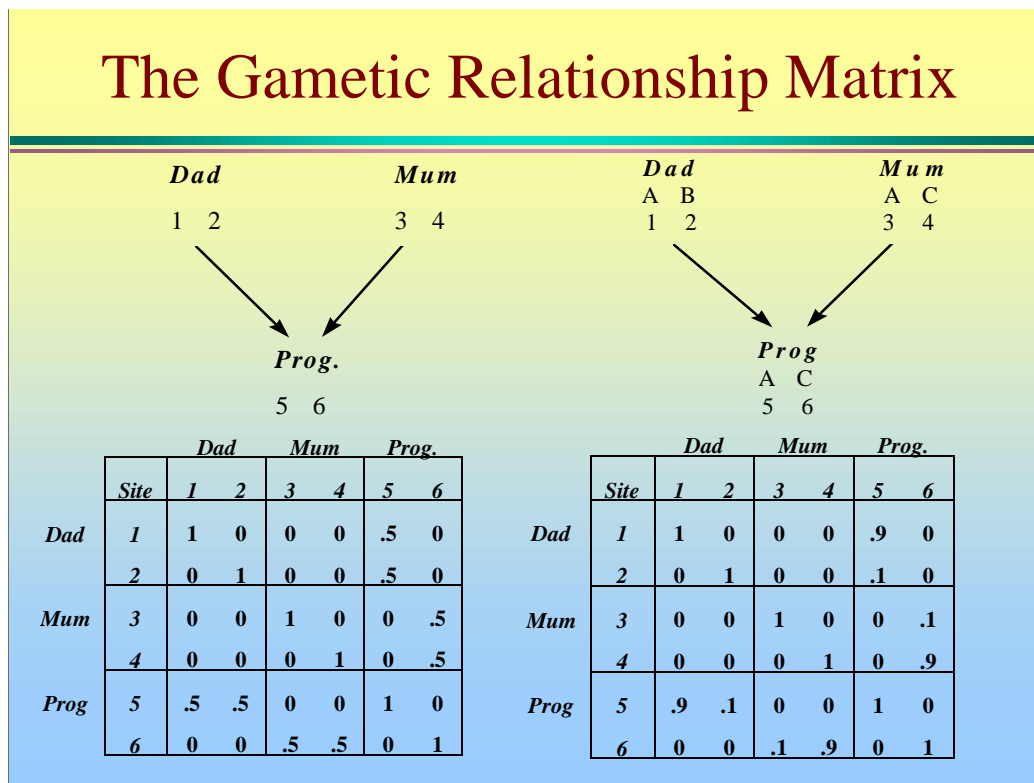 The Gametic Relationship Matrix
Dad Mum
1 2 3 4
Prog.
5 6
Dad Mum Prog.
Site 1 2 3 4 5 6
Dad 1 1 0 0 0 .5 0
2 0 1 0 0 .5 0
Mum 3 0 0 1 0 0 .5
4 0 0 0 1 0 .5
Prog 5 .5 .5 0 0 1 0
6 0 0 .5 .5 0 1
Dad Mum
A B A C
1 2 3 4
Prog
A C
5 6
Dad Mum Prog.
Site 1 2 3 4 5 6
Dad 1 1 0 0 0 .9 0
2 0 1 0 0 .1 0
Mum 3 0 0 1 0 0 .1
4 0 0 0 1 0 .9
Prog 5 .9 .1 0 0 1 0
6 0 0 .1 .9 0 1